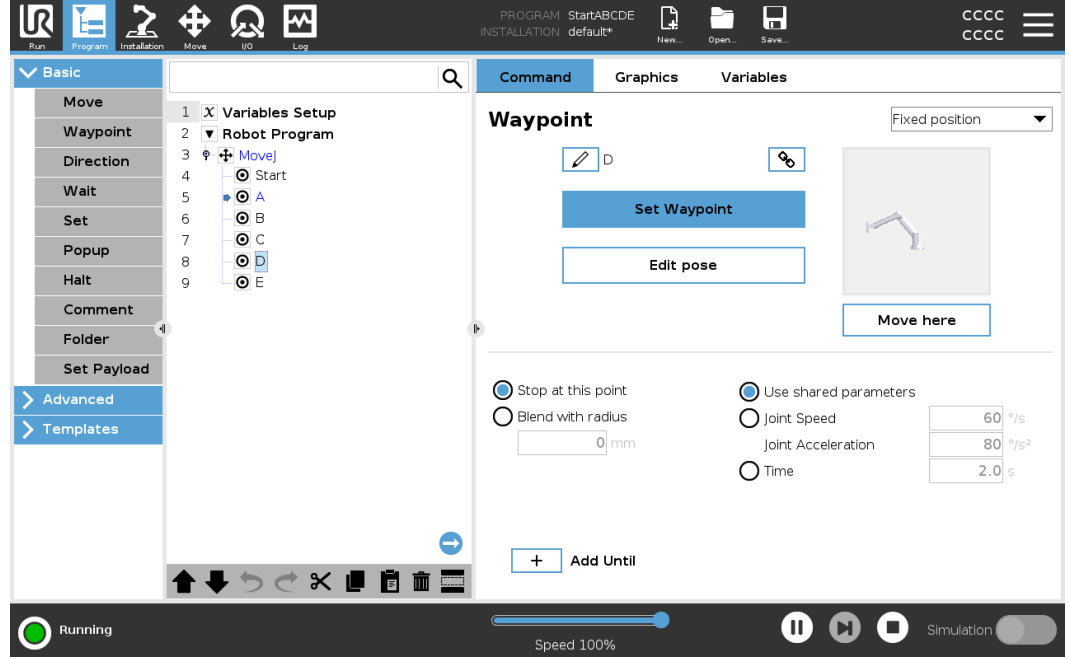 PROGRAM StartABCDE
INSTALLATION default*
CCCC
CCCC
Run Program Installation Move I/O Log New... Open... Save...
Basic
Move
Waypoint
Direction
Wait
Set
Popup
Halt
Comment
Folder
Set Payload
Advanced
Templates
1 X Variables Setup
2 Robot Program
3 MoveJ
4 Start
5 A
6 B
7 C
8 D
9 E
Command Graphics Variables
Waypoint
Fixed position
D
Set Waypoint
Edit pose
Move here
Stop at this point
Blend with radius
0 mm
Use shared parameters
Joint Speed 60 °/s
Joint Acceleration 80 °/s²
Time 2.0 s
+ Add Until
Running
Speed 100%
Simulation